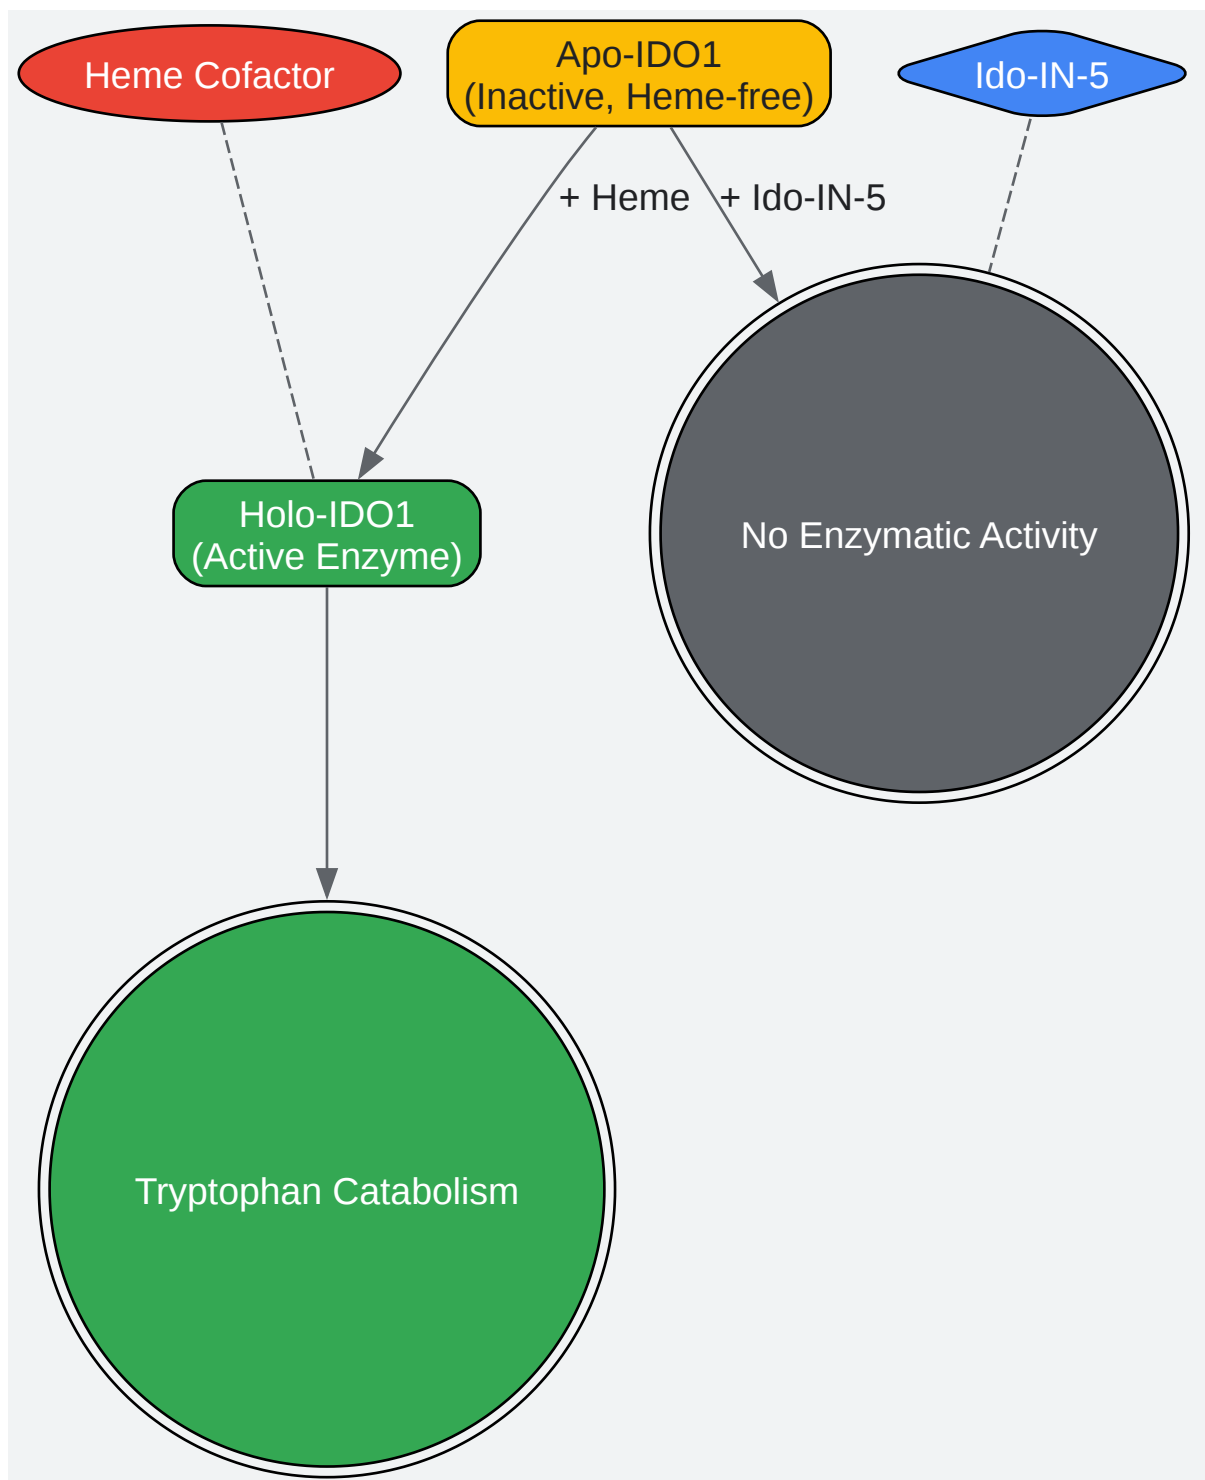 Heme Cofactor
Apo-IDO1
(Inactive, Heme-free)
Ido-IN-5
+ Heme
+ Ido-IN-5
Holo-IDO1
(Active Enzyme)
No Enzymatic Activity
Tryptophan Catabolism